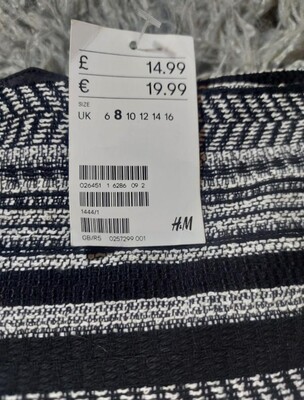 £ 14.99
€ 19.99
SIZE
UK 6 8 10 12 14 16
026451 1 6286 09 2
1444/1
H&M
GB/RS 0257299 001